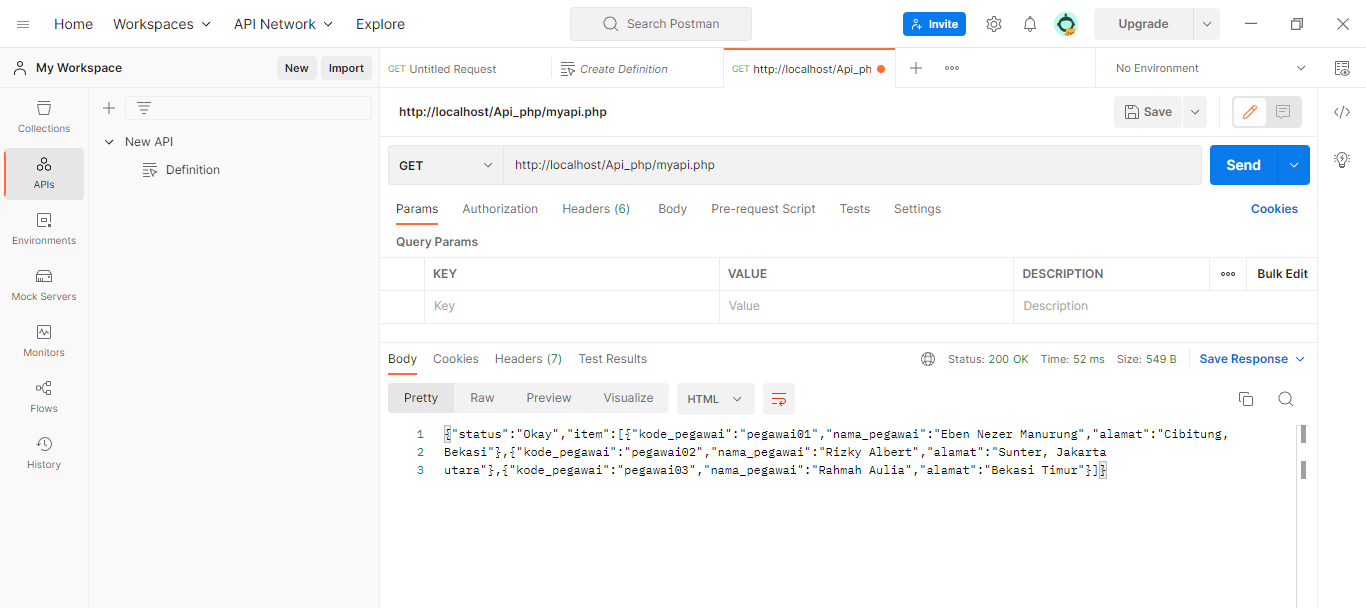 Home Workspaces API Network Explore Search Postman Invite Upgrade
My Workspace New Import GET Untitled Request Create Definition GET http://localhost/Api_ph No Environment
Collections
APIs
Environments
Mock Servers
Monitors
Flows
History
New API
Definition
http://localhost/Api_php/myapi.php Save
GET http://localhost/Api_php/myapi.php Send
Params Authorization Headers (6) Body Pre-request Script Tests Settings Cookies
Query Params
KEY VALUE DESCRIPTION Bulk Edit
Key Value Description
Body Cookies Headers (7) Test Results Status: 200 OK Time: 52 ms Size: 549 B Save Response
Pretty Raw Preview Visualize HTML
1 {"status":"Okay","item":[{"kode_pegawai":"pegawai01","nama_pegawai":"Eben Nezer Manurung","alamat":"Cibitung,
2 Bekasi"},{"kode_pegawai":"pegawai02","nama_pegawai":"Rizky Albert","alamat":"Sunter, Jakarta
3 utara"},{"kode_pegawai":"pegawai03","nama_pegawai":"Rahmah Aulia","alamat":"Bekasi Timur"}]}